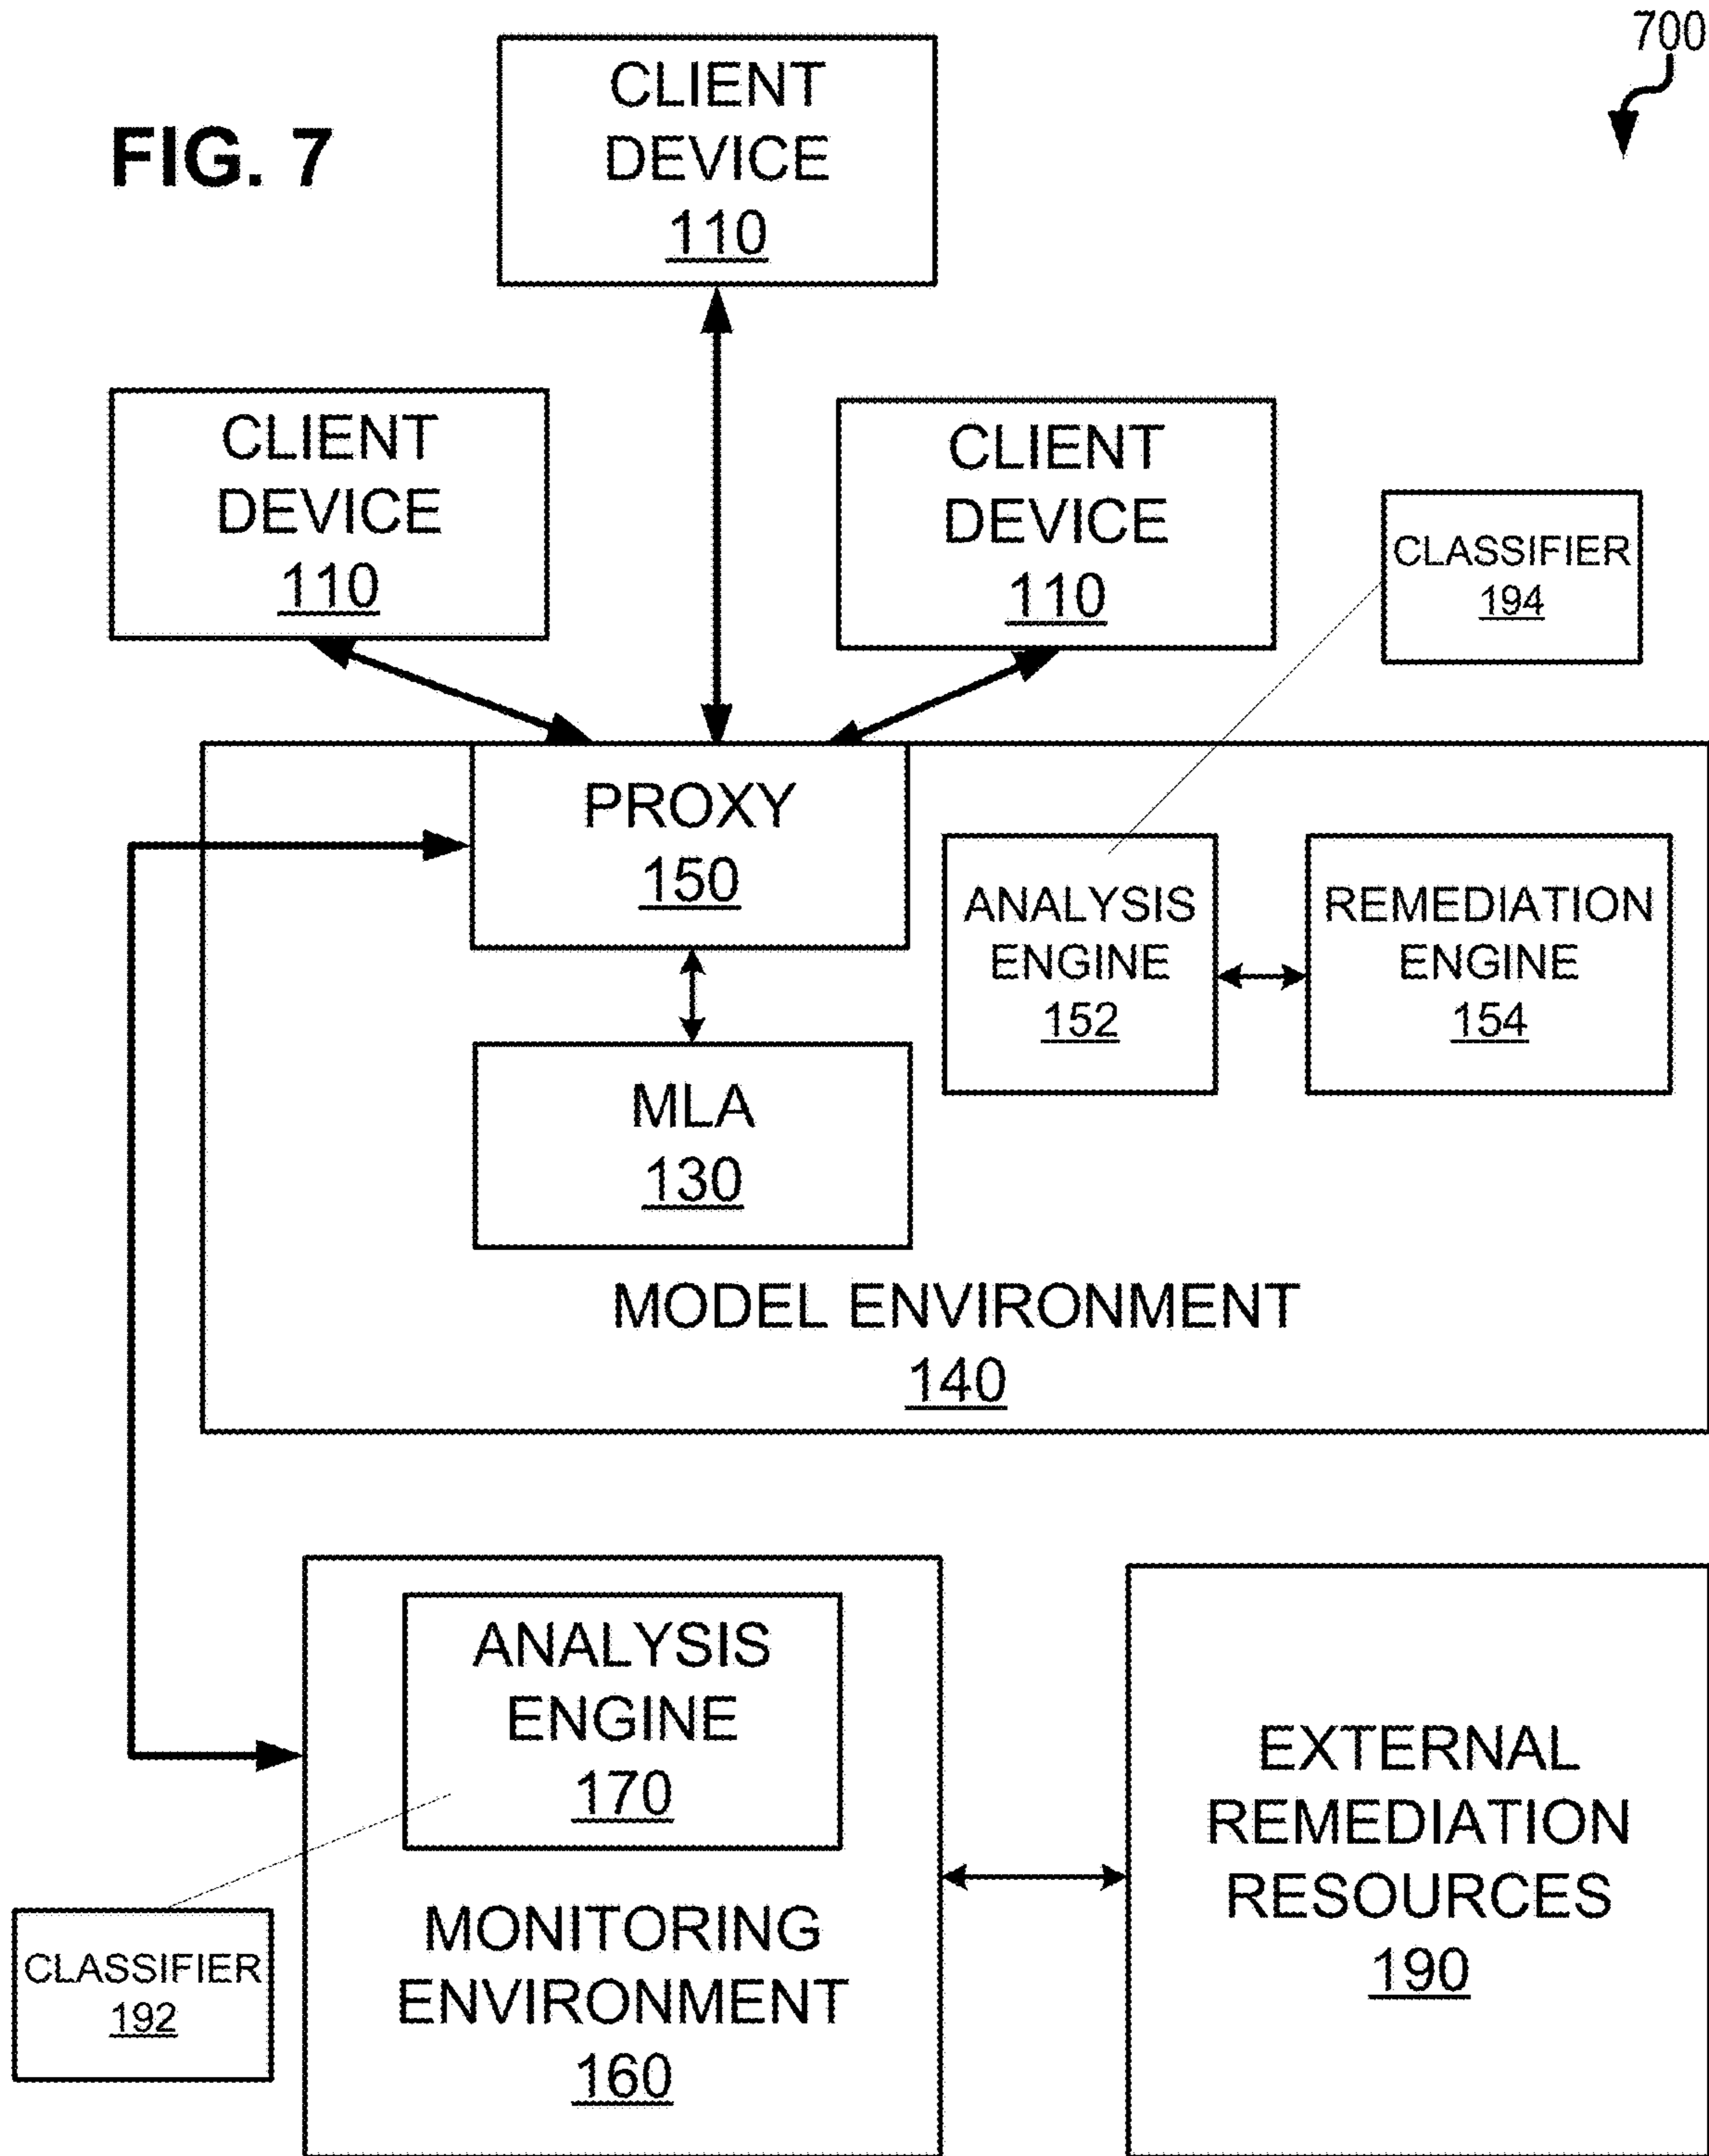 700
FIG. 7
CLIENT
DEVICE
110
CLIENT
DEVICE
110
CLIENT
DEVICE
110
CLASSIFIER
194
PROXY
150
ANALYSIS
ENGINE
152
REMEDIATION
ENGINE
154
MLA
130
MODEL ENVIRONMENT
140
ANALYSIS
ENGINE
170
MONITORING
ENVIRONMENT
160
CLASSIFIER
192
EXTERNAL
REMEDIATION
RESOURCES
190